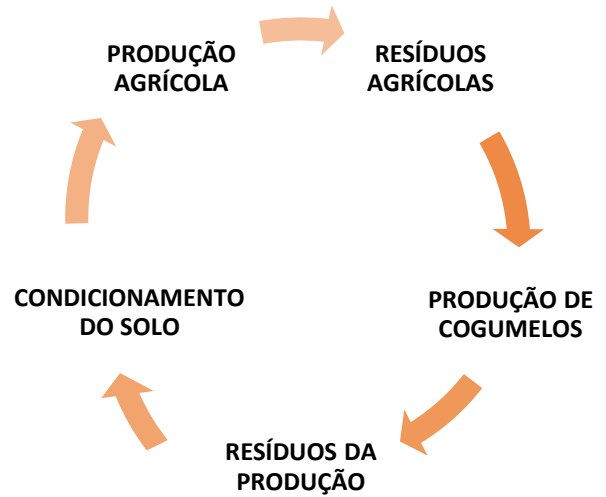 PRODUÇÃO
AGRÍCOLA
RESÍDUOS
AGRÍCOLAS
PRODUÇÃO DE
COGUMELOS
RESÍDUOS DA
PRODUÇÃO
CONDICIONAMENTO
DO SOLO